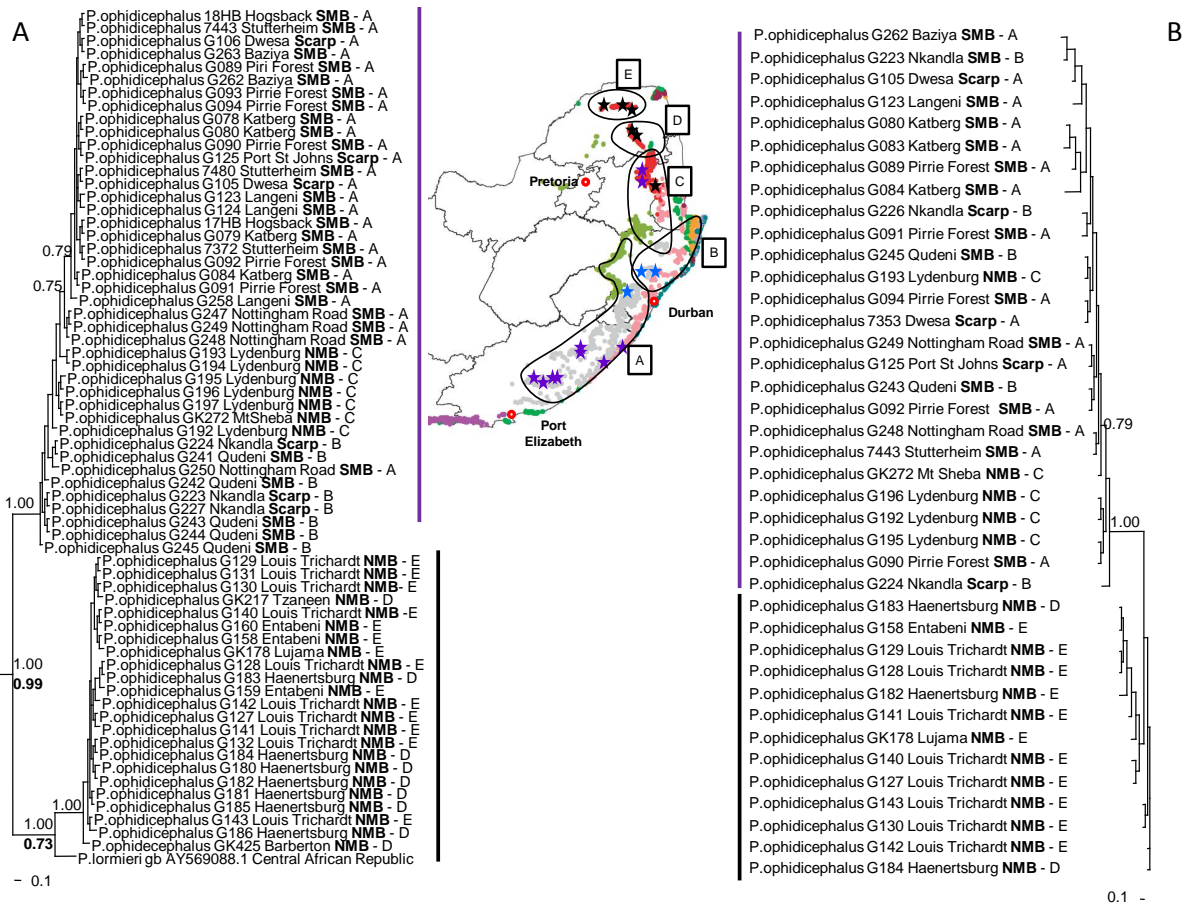 A
P.ophidicephalus 18HB Hogsback SMB - A
P.ophidicephalus 7443 Stutterheim SMB - A
P.ophidicephalus G106 Dwesa Scarp - A
P.ophidicephalus G263 Baziya SMB - A
P.ophidicephalus G089 Piri Forest SMB - A
P.ophidicephalus G262 Baziya SMB - A
P.ophidicephalus G093 Pirrie Forest SMB - A
P.ophidicephalus G094 Pirrie Forest SMB - A
P.ophidicephalus G078 Katberg SMB - A
P.ophidicephalus G080 Katberg SMB - A
P.ophidicephalus G090 Pirrie Forest SMB - A
P.ophidicephalus G125 Port St Johns Scarp - A
P.ophidicephalus 7480 Stutterheim SMB - A
P.ophidicephalus G105 Dwesa Scarp - A
P.ophidicephalus G123 Langeni SMB - A
P.ophidicephalus G124 Langeni SMB - A
P.ophidicephalus 17HB Hogsback SMB - A
P.ophidicephalus G079 Katberg SMB - A
P.ophidicephalus 7372 Stutterheim SMB - A
P.ophidicephalus G092 Pirrie Forest SMB - A
P.ophidicephalus G084 Katberg SMB - A
P.ophidicephalus G091 Pirrie Forest SMB - A
P.ophidicephalus G258 Langeni SMB - A
P.ophidicephalus G247 Nottingham Road SMB - A
P.ophidicephalus G249 Nottingham Road SMB - A
P.ophidicephalus G248 Nottingham Road SMB - A
P.ophidicephalus G193 Lydenburg NMB - C
P.ophidicephalus G194 Lydenburg NMB - C
P.ophidicephalus G195 Lydenburg NMB - C
P.ophidicephalus G196 Lydenburg NMB - C
P.ophidicephalus G197 Lydenburg NMB - C
P.ophidicephalus GK272 MtSheba NMB - C
P.ophidicephalus G192 Lydenburg NMB - C
P.ophidicephalus G224 Nkandla Scarp - B
P.ophidicephalus G241 Qudeni SMB - B
P.ophidicephalus G250 Nottingham Road SMB - A
P.ophidicephalus G242 Qudeni SMB - B
P.ophidicephalus G223 Nkandla Scarp - B
P.ophidicephalus G227 Nkandla Scarp - B
P.ophidicephalus G243 Qudeni SMB - B
P.ophidicephalus G244 Qudeni SMB - B
P.ophidicephalus G245 Qudeni SMB - B
P.ophidicephalus G129 Louis Trichardt NMB - E
P.ophidicephalus G131 Louis Trichardt NMB - E
P.ophidicephalus G130 Louis Trichardt NMB - E
P.ophidicephalus GK217 Tzaneen NMB - D
P.ophidicephalus G140 Louis Trichardt NMB - E
P.ophidicephalus G160 Entabeni NMB - E
P.ophidicephalus G158 Entabeni NMB - E
P.ophidicephalus GK178 Lujama NMB - E
P.ophidicephalus G128 Louis Trichardt NMB - E
P.ophidicephalus G183 Haenertsburg NMB - D
P.ophidicephalus G159 Entabeni NMB - E
P.ophidicephalus G142 Louis Trichardt NMB - E
P.ophidicephalus G127 Louis Trichardt NMB - E
P.ophidicephalus G141 Louis Trichardt NMB - E
P.ophidicephalus G132 Louis Trichardt NMB - E
P.ophidicephalus G184 Haenertsburg NMB - D
P.ophidicephalus G180 Haenertsburg NMB - D
P.ophidicephalus G182 Haenertsburg NMB - D
P.ophidicephalus G181 Haenertsburg NMB - D
P.ophidicephalus G185 Haenertsburg NMB - D
P.ophidicephalus G143 Louis Trichardt NMB - E
P.ophidicephalus G186 Haenertsburg NMB - D
P.ophidecephalus GK425 Barberton NMB - D
P.lormieri gb AY569088.1 Central African Republic
0.79
0.75
1.00
1.00
0.99
1.00
1.00
0.73
0.1
E
D
Pretoria
C
B
Durban
A
Port
Elizabeth
B
P.ophidicephalus G262 Baziya SMB - A
P.ophidicephalus G223 Nkandla SMB - B
P.ophidicephalus G105 Dwesa Scarp - A
P.ophidicephalus G123 Langeni SMB - A
P.ophidicephalus G080 Katberg SMB - A
P.ophidicephalus G083 Katberg SMB - A
P.ophidicephalus G089 Pirrie Forest SMB - A
P.ophidicephalus G084 Katberg SMB - A
P.ophidicephalus G226 Nkandla Scarp - B
P.ophidicephalus G091 Pirrie Forest SMB - A
P.ophidicephalus G245 Qudeni SMB - B
P.ophidicephalus G193 Lydenburg NMB - C
P.ophidicephalus G094 Pirrie Forest SMB - A
P.ophidicephalus 7353 Dwesa Scarp - A
P.ophidicephalus G249 Nottingham Road SMB - A
P.ophidicephalus G125 Port St Johns Scarp - A
P.ophidicephalus G243 Qudeni SMB - B
P.ophidicephalus G092 Pirrie Forest SMB - A
P.ophidicephalus G248 Nottingham Road SMB - A
P.ophidicephalus 7443 Stutterheim SMB - A
P.ophidicephalus GK272 Mt Sheba NMB - C
P.ophidicephalus G196 Lydenburg NMB - C
P.ophidicephalus G192 Lydenburg NMB - C
P.ophidicephalus G195 Lydenburg NMB - C
P.ophidicephalus G090 Pirrie Forest SMB - A
P.ophidicephalus G224 Nkandla Scarp - B
P.ophidicephalus G183 Haenertsburg NMB - D
P.ophidicephalus G158 Entabeni NMB - E
P.ophidicephalus G129 Louis Trichardt NMB - E
P.ophidicephalus G128 Louis Trichardt NMB - E
P.ophidicephalus G182 Haenertsburg NMB - E
P.ophidicephalus G141 Louis Trichardt NMB - E
P.ophidicephalus GK178 Lujama NMB - E
P.ophidicephalus G140 Louis Trichardt NMB - E
P.ophidicephalus G127 Louis Trichardt NMB - E
P.ophidicephalus G143 Louis Trichardt NMB - E
P.ophidicephalus G130 Louis Trichardt NMB - E
P.ophidicephalus G142 Louis Trichardt NMB - E
P.ophidicephalus G184 Haenertsburg NMB - D
0.79
1.00
0.1